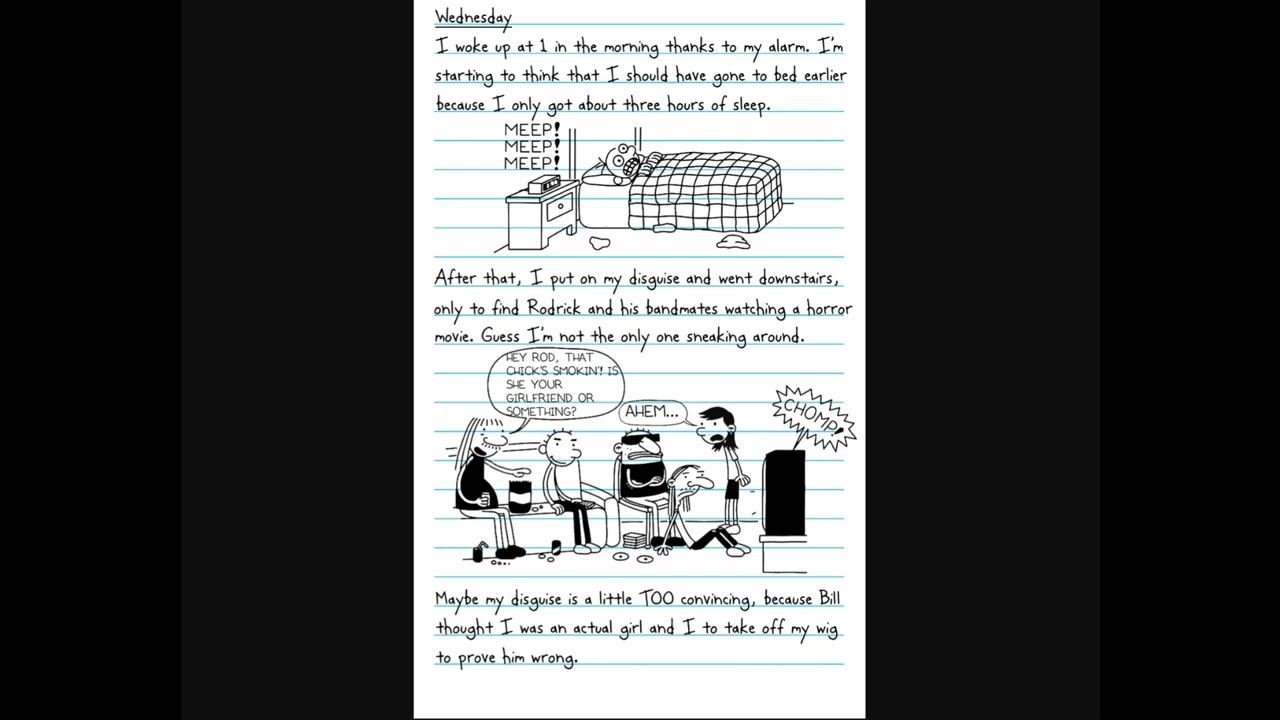 Wednesday
I woke up at 1 in the morning thanks to my alarm. I'm
starting to think that I should have gone to bed earlier
because I only got about three hours of sleep.
MEEP!
MEEP!
MEEP!
After that, I put on my disguise and went downstairs,
only to find Rodrick and his bandmates watching a horror
movie. Guess I'm not the only one sneaking around.
HEY ROD, THAT
CHICK'S SMOKIN'! IS
SHE YOUR
GIRLFRIEND OR
SOMETHING?
AHEM...
CHOMP!
Maybe my disguise is a little TOO convincing, because Bill
thought I was an actual girl and I to take off my wig
to prove him wrong.